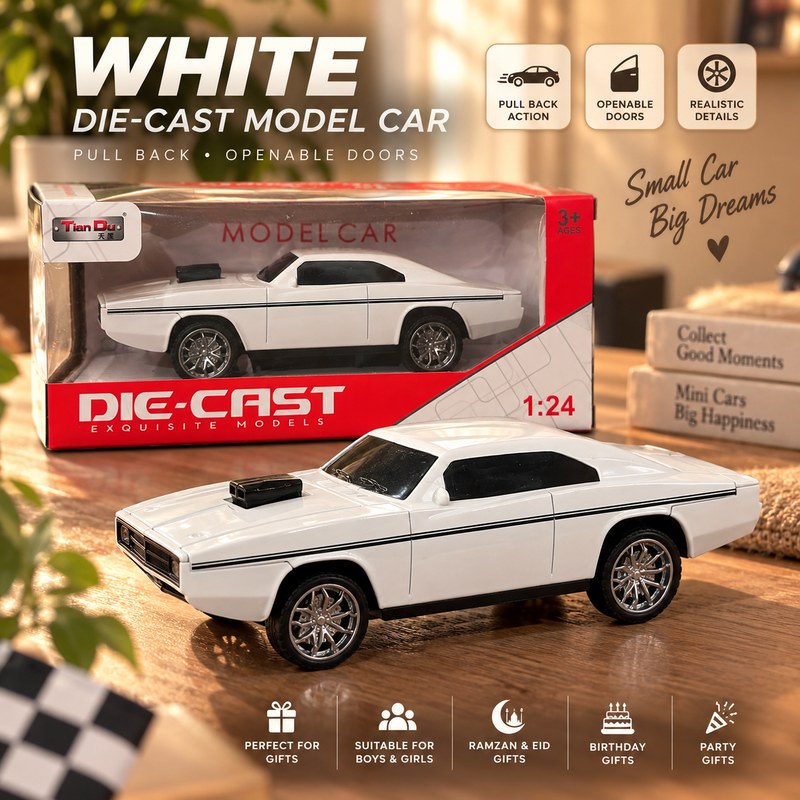 WHITE
DIE-CAST MODEL CAR
PULL BACK • OPENABLE DOORS
PULL BACK
ACTION
OPENABLE
DOORS
REALISTIC
DETAILS
Small Car
Big Dreams
Tian Du
MODEL CAR
3+
AGES
DIE-CAST
EXQUISITE MODELS
1:24
Collect
Good Moments
Mini Cars
Big Happiness
PERFECT FOR
GIFTS
SUITABLE FOR
BOYS & GIRLS
RAMZAN & EID
GIFTS
BIRTHDAY
GIFTS
PARTY
GIFTS